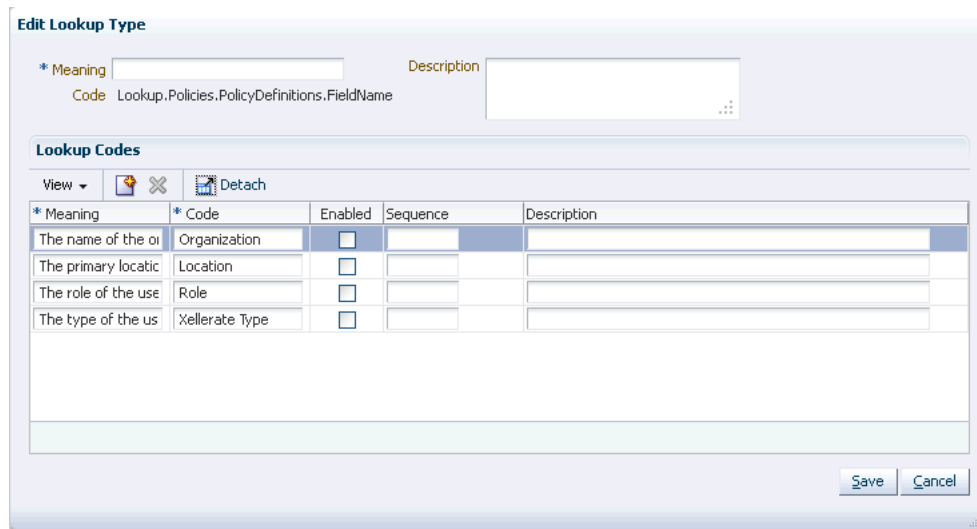 Edit Lookup Type
* Meaning
Description
Code Lookup.Policies.PolicyDefinitions.FieldName
Lookup Codes
View Detach
* Meaning * Code Enabled Sequence Description
The name of the or Organization
The primary locatic Location
The role of the use Role
The type of the us Xellerate Type
Save Cancel